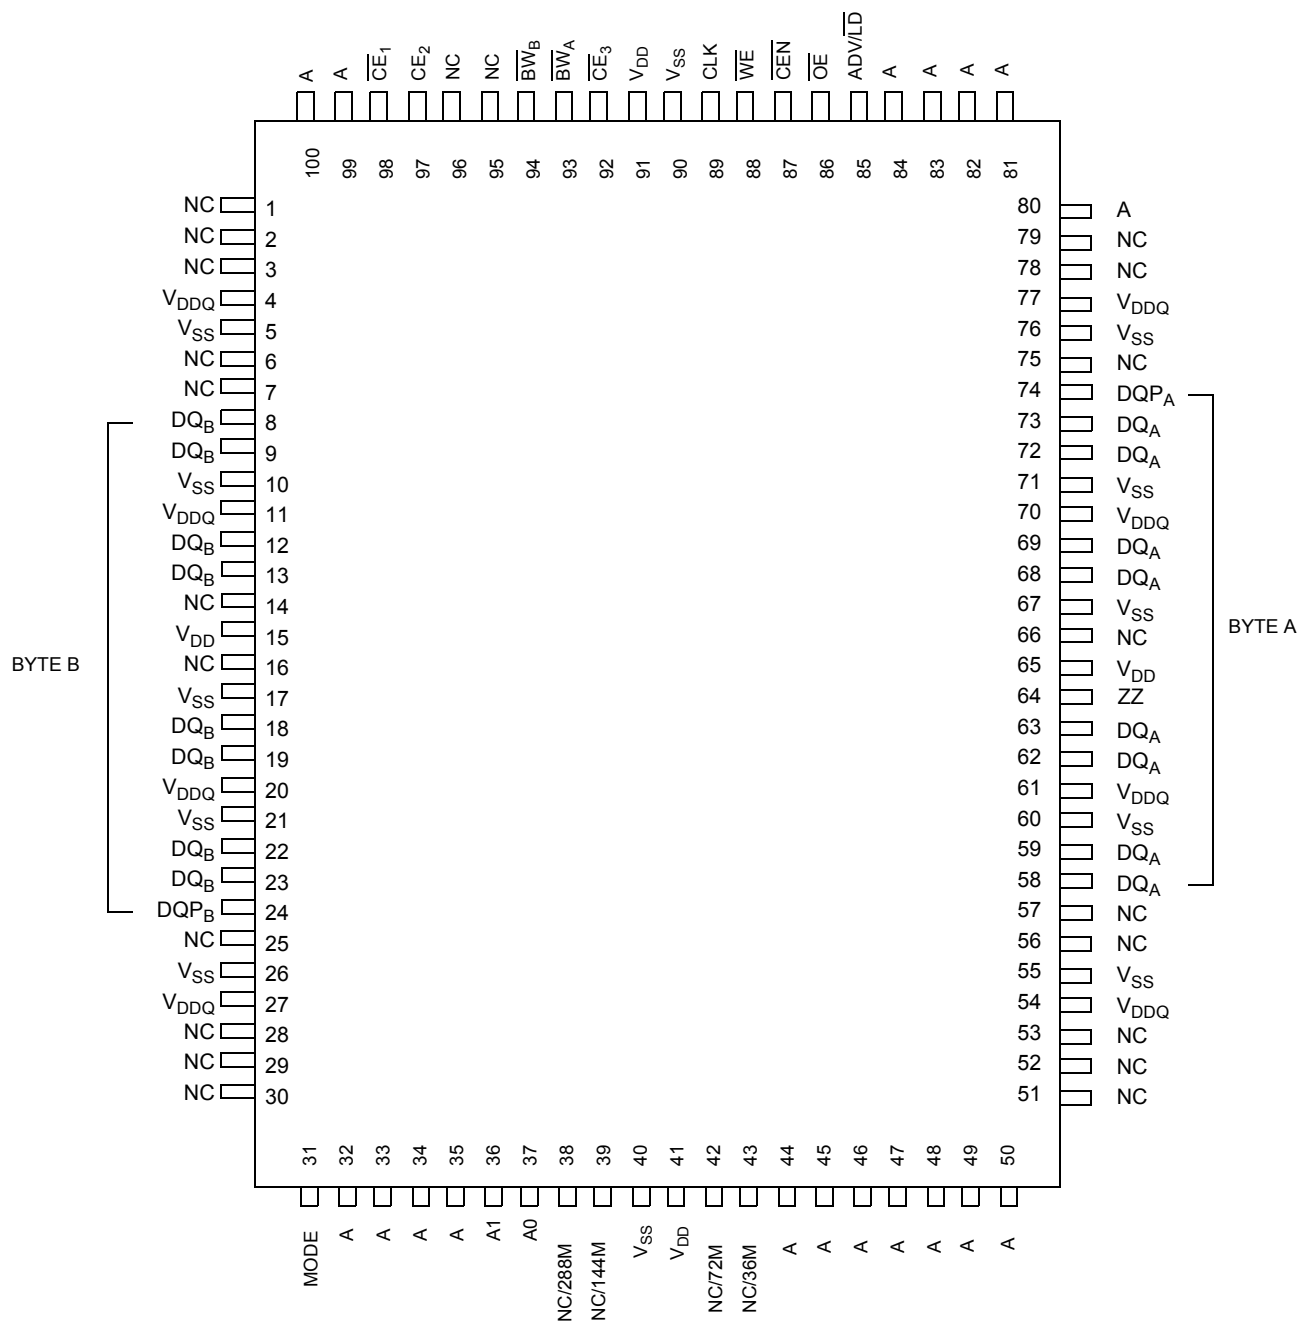 A
A
CE1
CE2
NC
NC
BWB
BWA
CE3
VDD
VSS
CLK
WE
CEN
OE
ADV/LD
A
A
A
A
100
99
98
97
96
95
94
93
92
91
90
89
88
87
86
85
84
83
82
81
NC 1
NC 2
NC 3
VDDQ 4
VSS 5
NC 6
NC 7
DQB 8
DQB 9
VSS 10
VDDQ 11
DQB 12
DQB 13
NC 14
VDD 15
NC 16
VSS 17
DQB 18
DQB 19
VDDQ 20
VSS 21
DQB 22
DQB 23
DQPB 24
NC 25
VSS 26
VDDQ 27
NC 28
NC 29
NC 30
BYTE B
80 A
79 NC
78 NC
77 VDDQ
76 VSS
75 NC
74 DQPA
73 DQA
72 DQA
71 VSS
70 VDDQ
69 DQA
68 DQA
67 VSS
66 NC
65 VDD
64 ZZ
63 DQA
62 DQA
61 VDDQ
60 VSS
59 DQA
58 DQA
57 NC
56 NC
55 VSS
54 VDDQ
53 NC
52 NC
51 NC
BYTE A
31
32
33
34
35
36
37
38
39
40
41
42
43
44
45
46
47
48
49
50
MODE
A
A
A
A
A1
A0
NC/288M
NC/144M
VSS
VDD
NC/72M
NC/36M
A
A
A
A
A
A
A